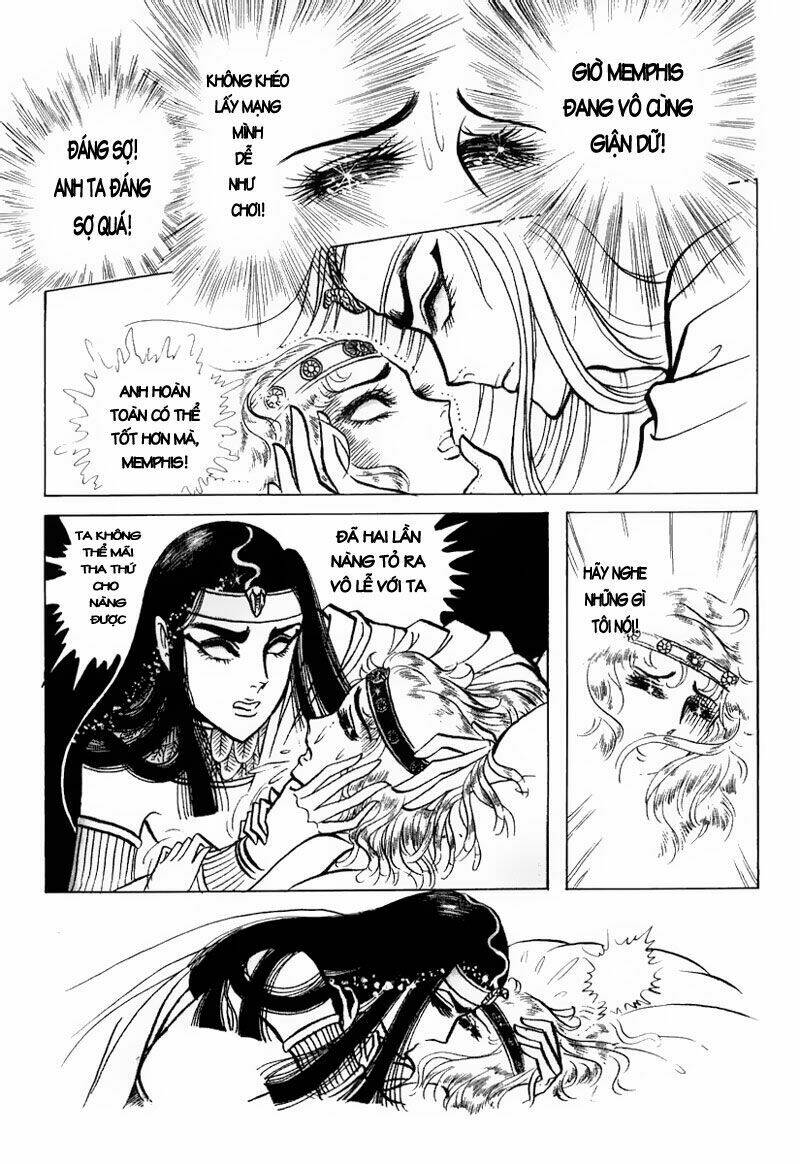 GIỜ MEMPHIS
ĐANG VÔ CÙNG
GIẬN DỮ!
KHÔNG KHÉO
LẤY MẠNG
MÌNH
DỄ
NHƯ
CHƠI!
ĐÁNG SỢ!
ANH TA ĐÁNG
SỢ QUÁ!
ANH HOÀN
TOÀN CÓ THỂ
TỐT HƠN MÀ,
MEMPHIS!
TA KHÔNG
THỂ MÃI
THA THỨ
CHO
NÀNG
ĐƯỢC
ĐÃ HAI LẦN
NÀNG TỎ RA
VÔ LỄ VỚI TA
HÃY NGHE
NHỮNG GÌ
TÔI NÓI!